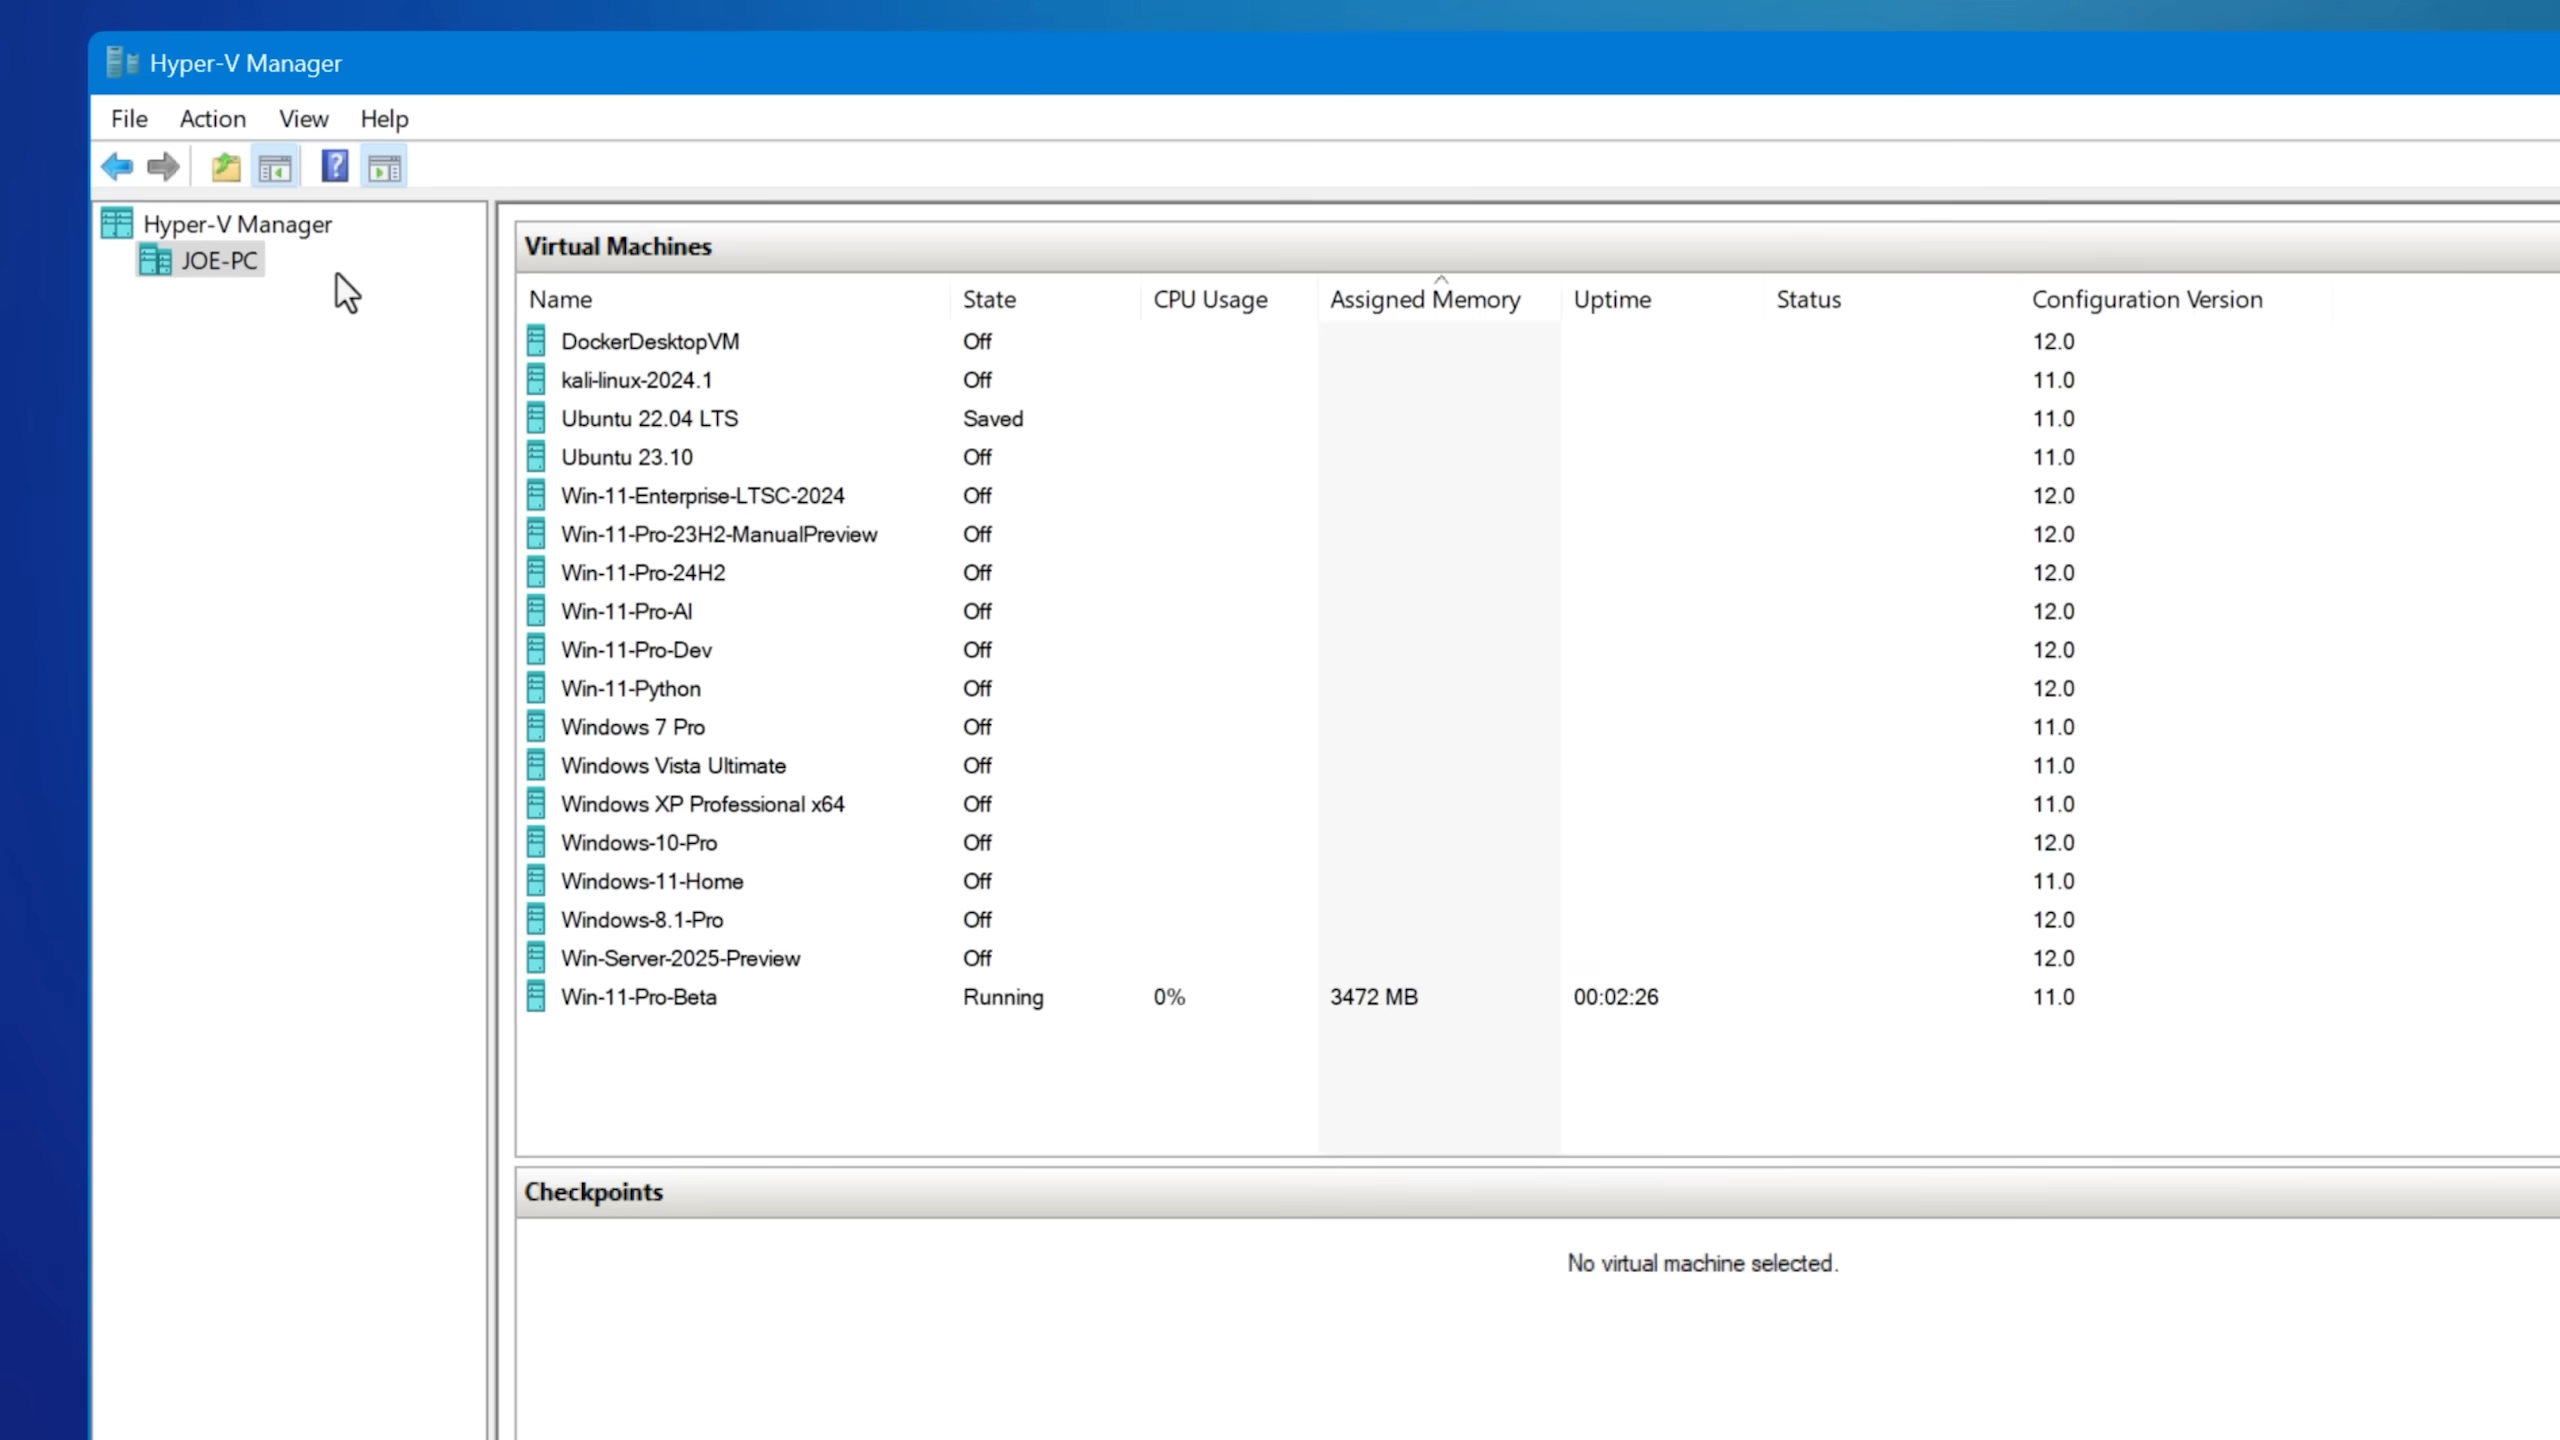 Hyper-V Manager
File Action View Help
Hyper-V Manager
JOE-PC
Virtual Machines
Name State CPU Usage Assigned Memory Uptime Status Configuration Version
DockerDesktopVM Off 12.0
kali-linux-2024.1 Off 11.0
Ubuntu 22.04 LTS Saved 11.0
Ubuntu 23.10 Off 11.0
Win-11-Enterprise-LTSC-2024 Off 12.0
Win-11-Pro-23H2-ManualPreview Off 12.0
Win-11-Pro-24H2 Off 12.0
Win-11-Pro-AI Off 12.0
Win-11-Pro-Dev Off 12.0
Win-11-Python Off 12.0
Windows 7 Pro Off 11.0
Windows Vista Ultimate Off 11.0
Windows XP Professional x64 Off 11.0
Windows-10-Pro Off 12.0
Windows-11-Home Off 11.0
Windows-8.1-Pro Off 12.0
Win-Server-2025-Preview Off 12.0
Win-11-Pro-Beta Running 0% 3472 MB 00:02:26 11.0
Checkpoints
No virtual machine selected.